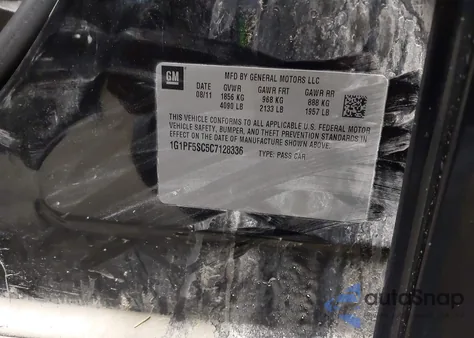 GM
MFD BY GENERAL MOTORS LLC
DATE GVWR GAWR FRT GAWR RR
08/11 1856 KG 968 KG 888 KG
4090 LB 2133 LB 1957 LB
THIS VEHICLE CONFORMS TO ALL APPLICABLE U.S. FEDERAL MOTOR
VEHICLE SAFETY, BUMPER, AND THEFT PREVENTION STANDARDS IN
EFFECT ON THE DATE OF MANUFACTURE SHOWN ABOVE.
1G1PF5SC5C7128336 TYPE: PASS CAR
autoSnap